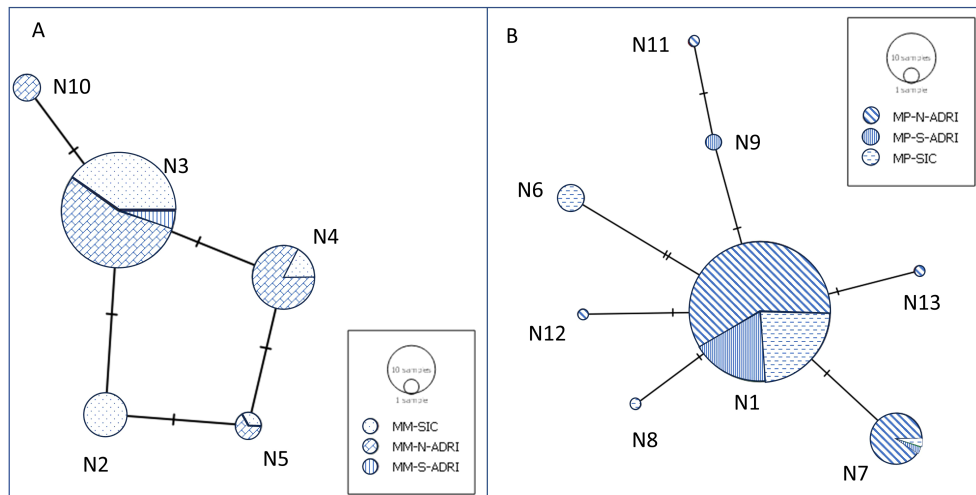 A
N10
N3
N4
N2
N5
10 samples
1 sample
MM-SIC
MM-N-ADRI
MM-S-ADRI
B
N11
N9
N6
N13
N12
N1
N8
N7
10 samples
1 sample
MP-N-ADRI
MP-S-ADRI
MP-SIC